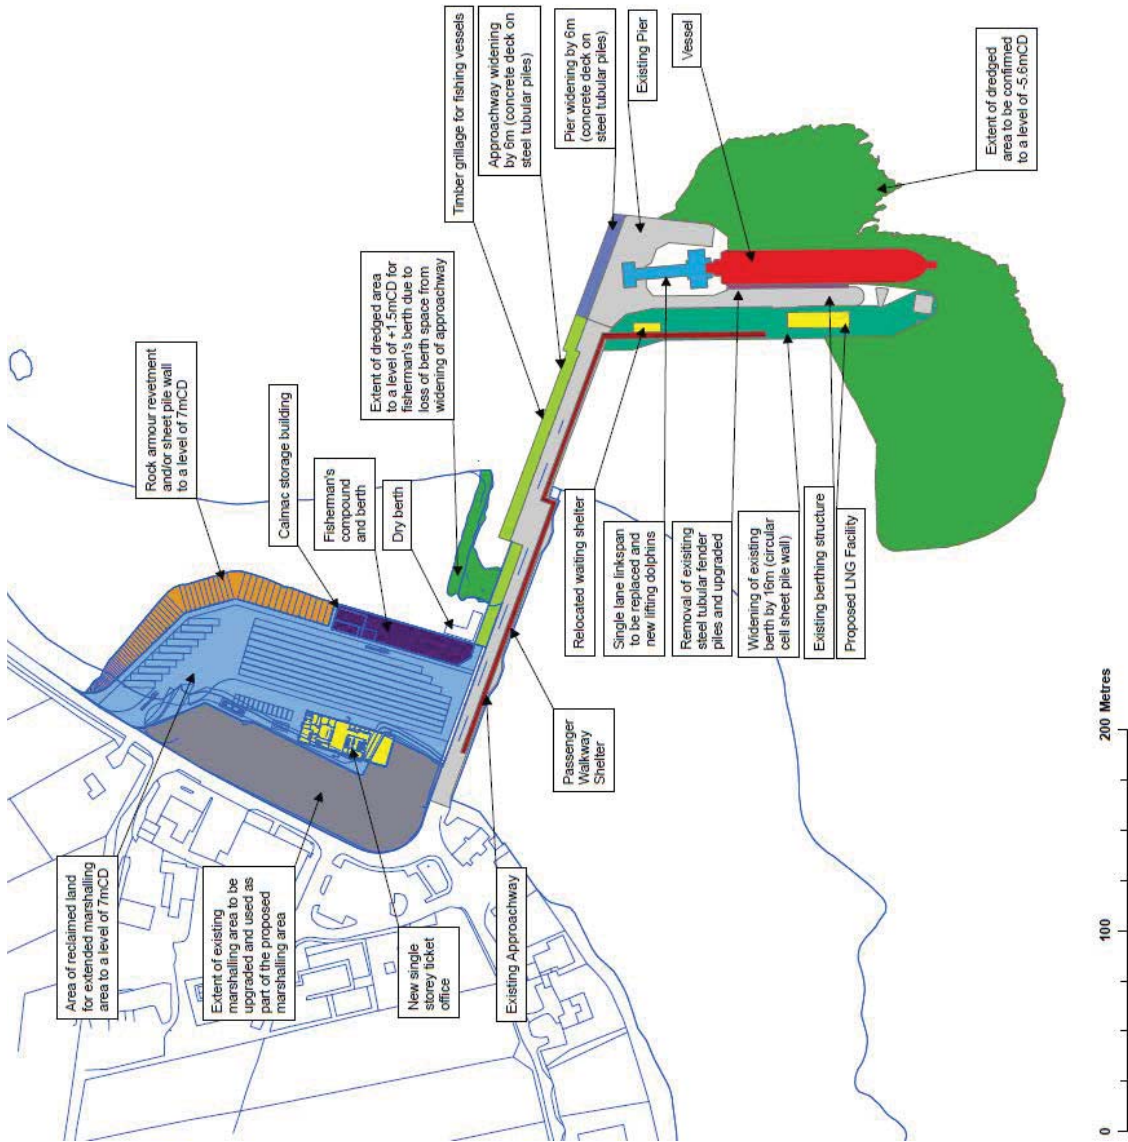 Area of reclaimed land
for extended marshalling
area to a level of 7mCD
Extent of existing
marshalling area to be
upgraded and used as
part of the proposed
marshalling area
New single
storey ticket
office
Existing Approachway
Rock armour revetment
and/or sheet pile wall
to a level of 7mCD
Calmac storage building
Fisherman's
compound
and berth
Dry berth
Extent of dredged area
to a level of +1.5mCD for
fisherman's berth due to
loss of berth space from
widening of approachway
Timber grillage for fishing vessels
Approachway widening
by 6m (concrete deck on
steel tubular piles)
Pier widening by 6m
(concrete deck on
steel tubular piles)
Existing Pier
Vessel
Extent of dredged
area to be confirmed
to a level of -5.6mCD
Passenger
Walkway
Shelter
Relocated waiting shelter
Single lane linkspan
to be replaced and
new lifting dolphins
Removal of exisiting
steel tubular fender
piles and upgraded
Widening of existing
berth by 16m (circular
cell sheet pile wall)
Existing berthing structure
Proposed LNG Facility
0 100 200 Metres